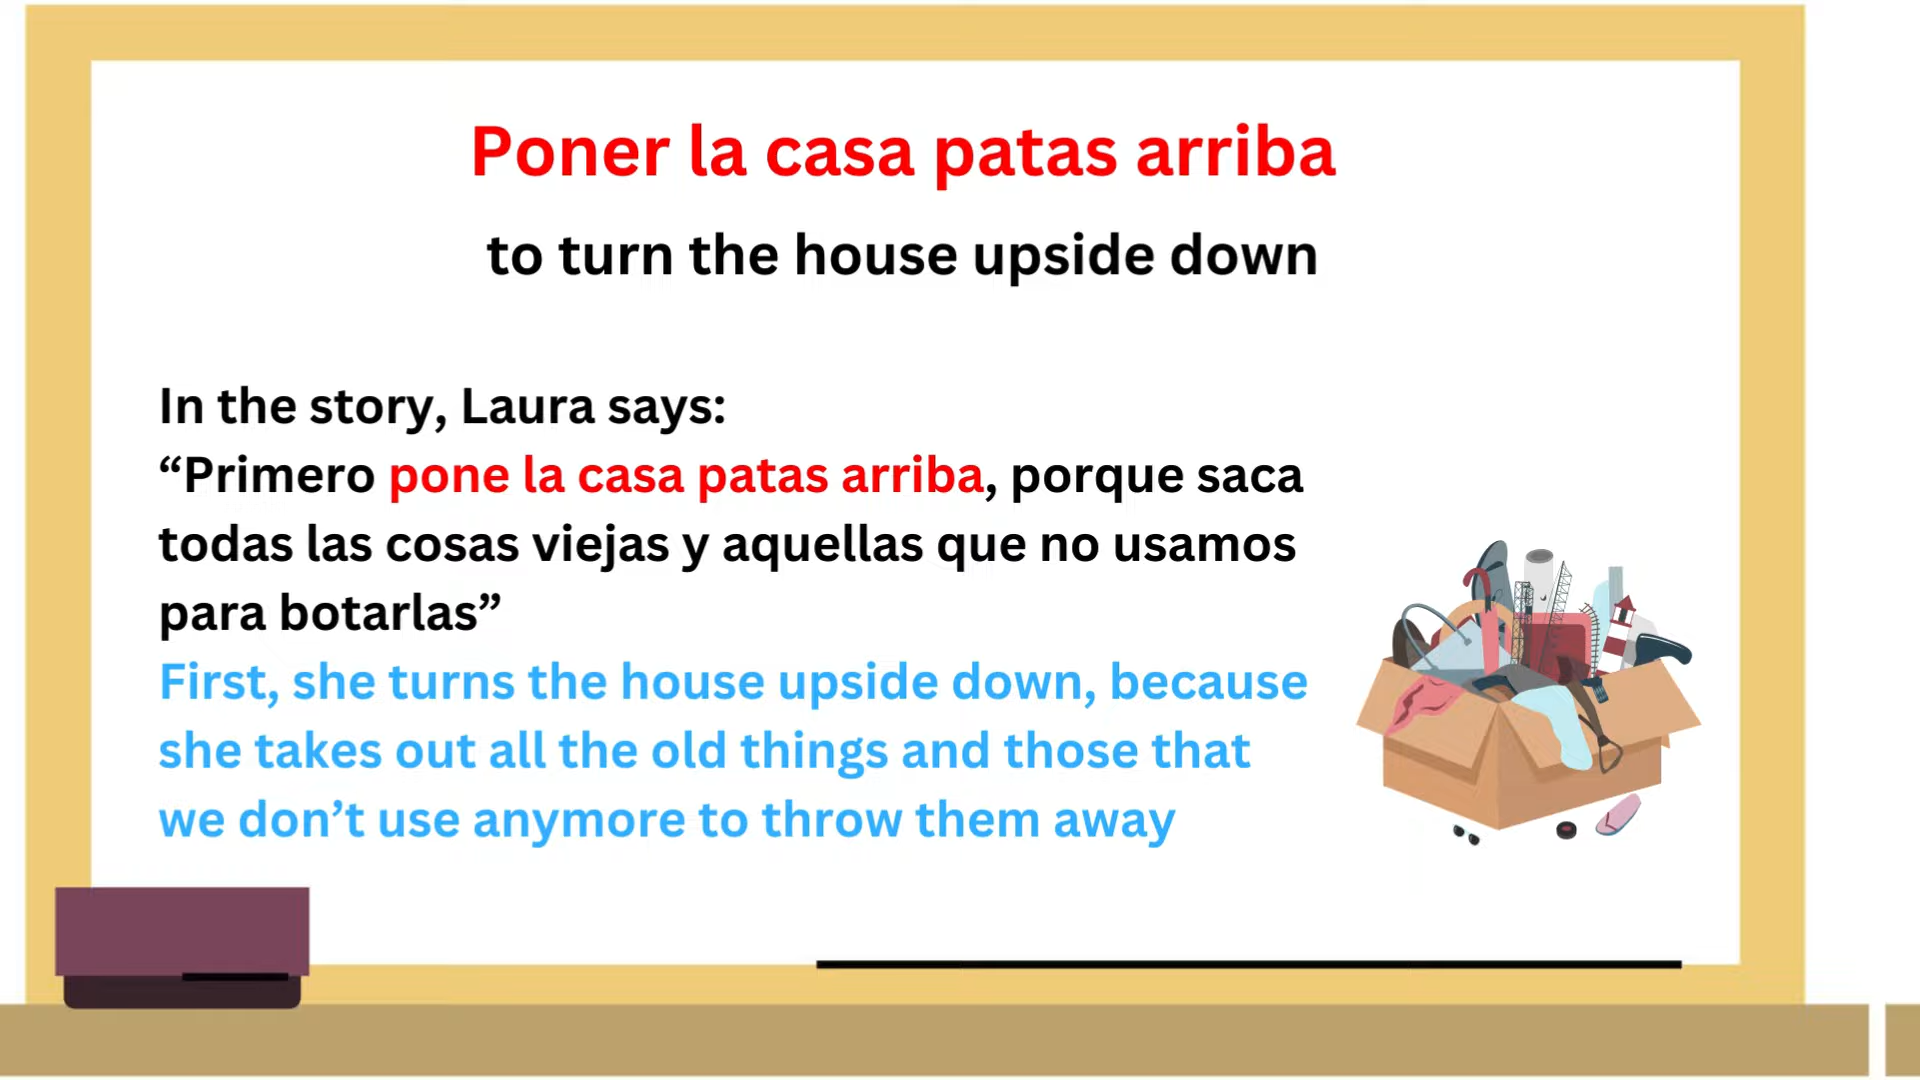 Poner la casa patas arriba
to turn the house upside down
In the story, Laura says:
“Primero pone la casa patas arriba, porque saca
todas las cosas viejas y aquellas que no usamos
para botarlas”
First, she turns the house upside down, because
she takes out all the old things and those that
we don’t use anymore to throw them away